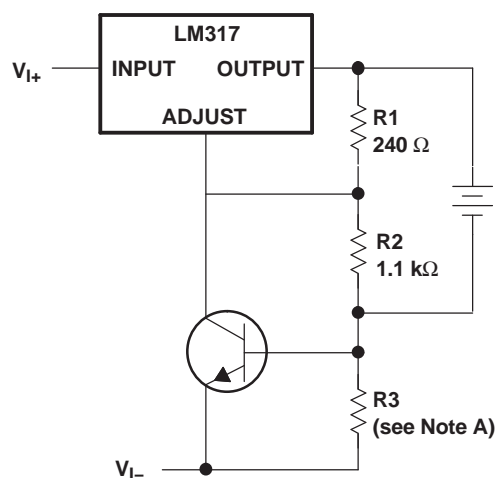 LM317
V_I+
INPUT OUTPUT
ADJUST
R1
240 Ω
R2
1.1 kΩ
R3
(see Note A)
V_I–